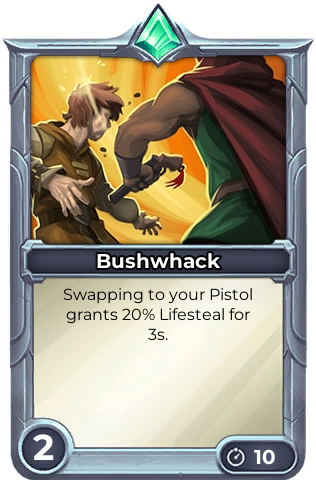 Bushwhack
Swapping to your Pistol
grants 20% Lifesteal for
3s.
2
10